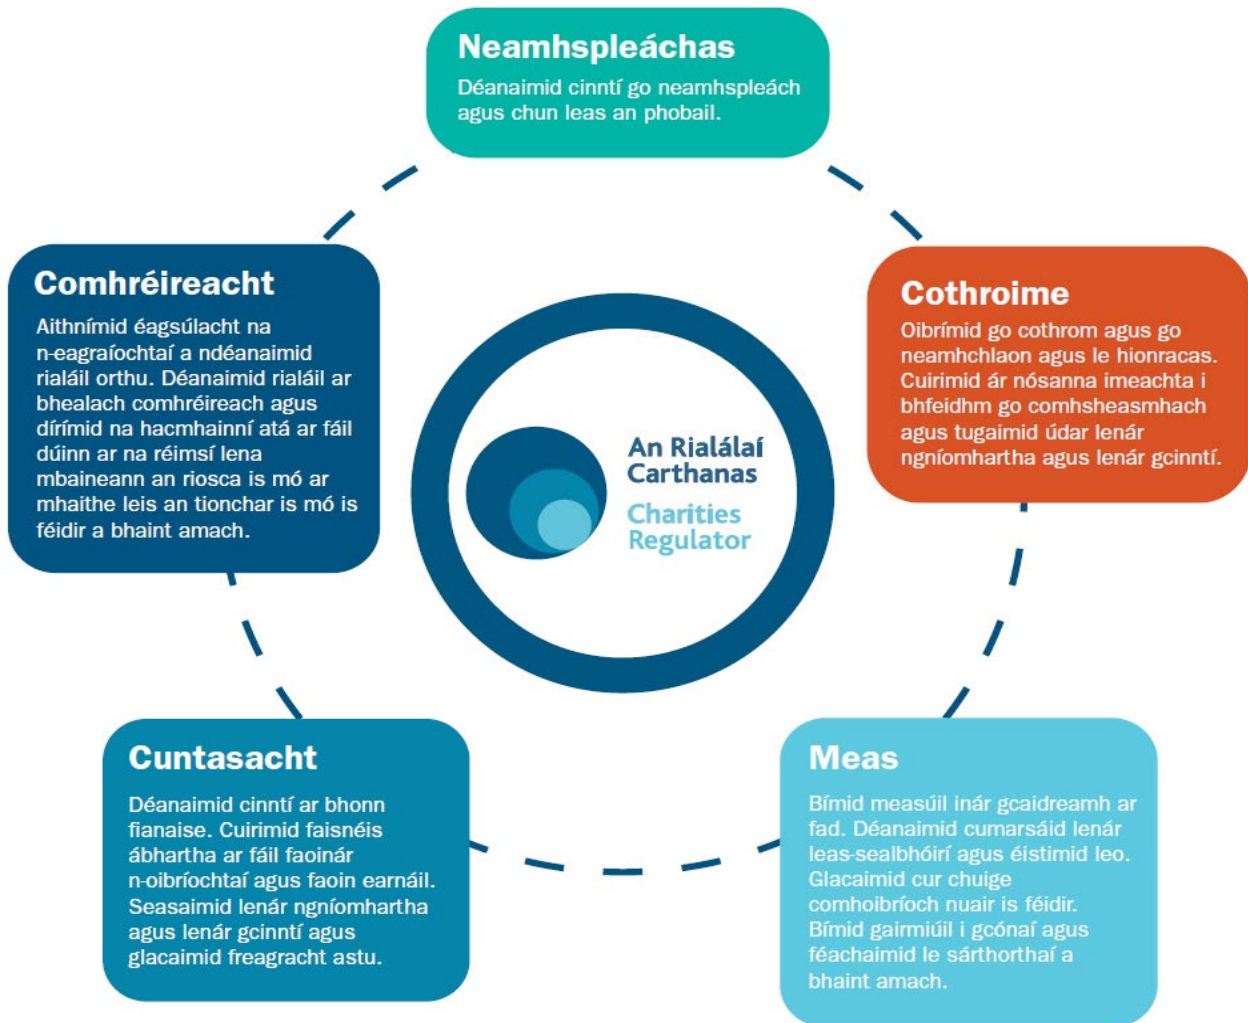 Neamhspleáchas
Déanaimid cinntí go neamhspleách
agus chun leas an phobail.
Comhréireacht
Aithnímid éagsúlacht na
n-eagraíochtaí a ndéanaimid
rialáil orthu. Déanaimid rialáil ar
bhealach comhréireach agus
dírímid na hacmhainní atá ar fáil
dúinn ar na réimsí lena
mbaineann an riosca is mó ar
mhaithe leis an tionchar is mó is
féidir a bhaint amach.
Cothroime
Oibrímid go cothrom agus go
neamhchlaon agus le hionracas.
Cuirimid ár nósanna imeachta i
bhfeidhm go comhsheasmhach
agus tugaimid údar lenár
ngníomhartha agus lenár gcinntí.
An Rialálaí
Carthanas
Charities
Regulator
Cuntasacht
Déanaimid cinntí ar bhonn
fianaise. Cuirimid faisnéis
ábhartha ar fáil faoinár
n-oibríochtaí agus faoin earnáil.
Seasaimid lenár ngníomhartha
agus lenár gcinntí agus
glacaimid freagracht astu.
Meas
Bímid measúil inár gcaidreamh ar
fad. Déanaimid cumarsáid lenár
leas-sealbhóirí agus éistimid leo.
Glacaimid cur chuige
comhoibríoch nuair is féidir.
Bímid gairmiúil i gcónaí agus
féachaimid le sárthorthaí a
bhaint amach.